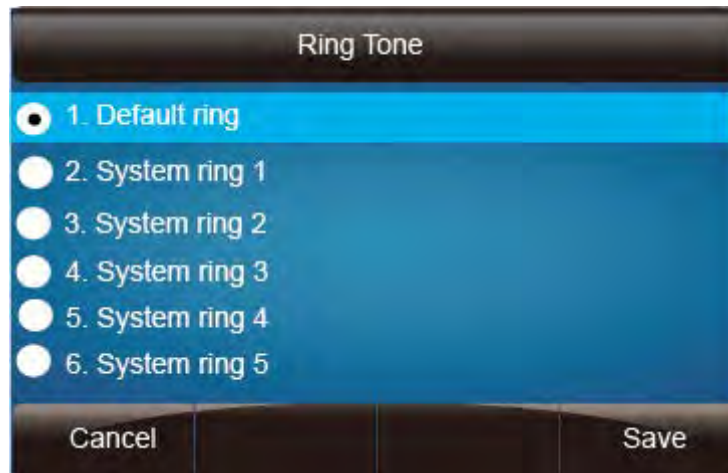 Ring Tone
1. Default ring
2. System ring 1
3. System ring 2
4. System ring 3
5. System ring 4
6. System ring 5
Cancel Save